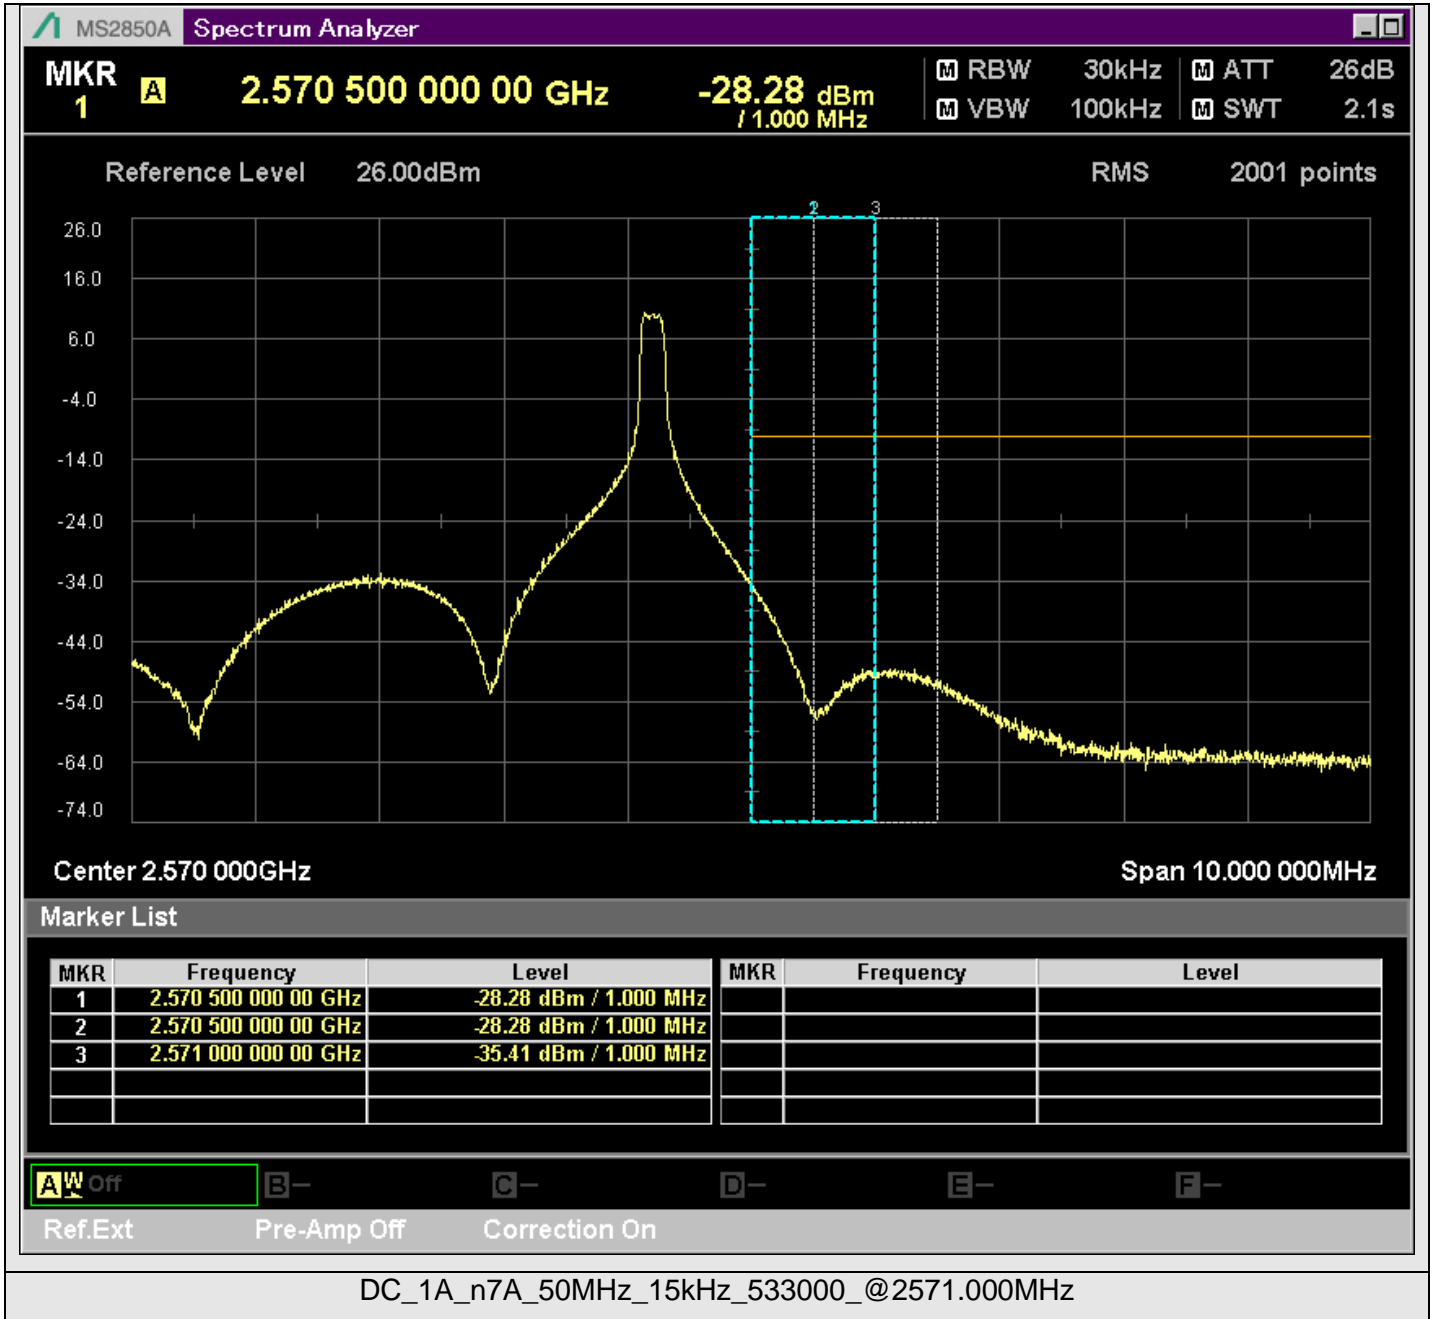 MS2850A Spectrum Analyzer
MKR 1 A 2.570 500 000 00 GHz -28.28 dBm / 1.000 MHz
M RBW 30kHz M ATT 26dB
M VBW 100kHz M SWT 2.1s
Reference Level 26.00dBm RMS 2001 points
2 3
26.0
16.0
6.0
-4.0
-14.0
-24.0
-34.0
-44.0
-54.0
-64.0
-74.0
Center 2.570 000GHz Span 10.000 000MHz
Marker List
MKR Frequency Level MKR Frequency Level
1 2.570 500 000 00 GHz -28.28 dBm / 1.000 MHz
2 2.570 500 000 00 GHz -28.28 dBm / 1.000 MHz
3 2.571 000 000 00 GHz -35.41 dBm / 1.000 MHz
A W Off B - C - D - E - F -
Ref.Ext Pre-Amp Off Correction On
DC_1A_n7A_50MHz_15kHz_533000_@2571.000MHz